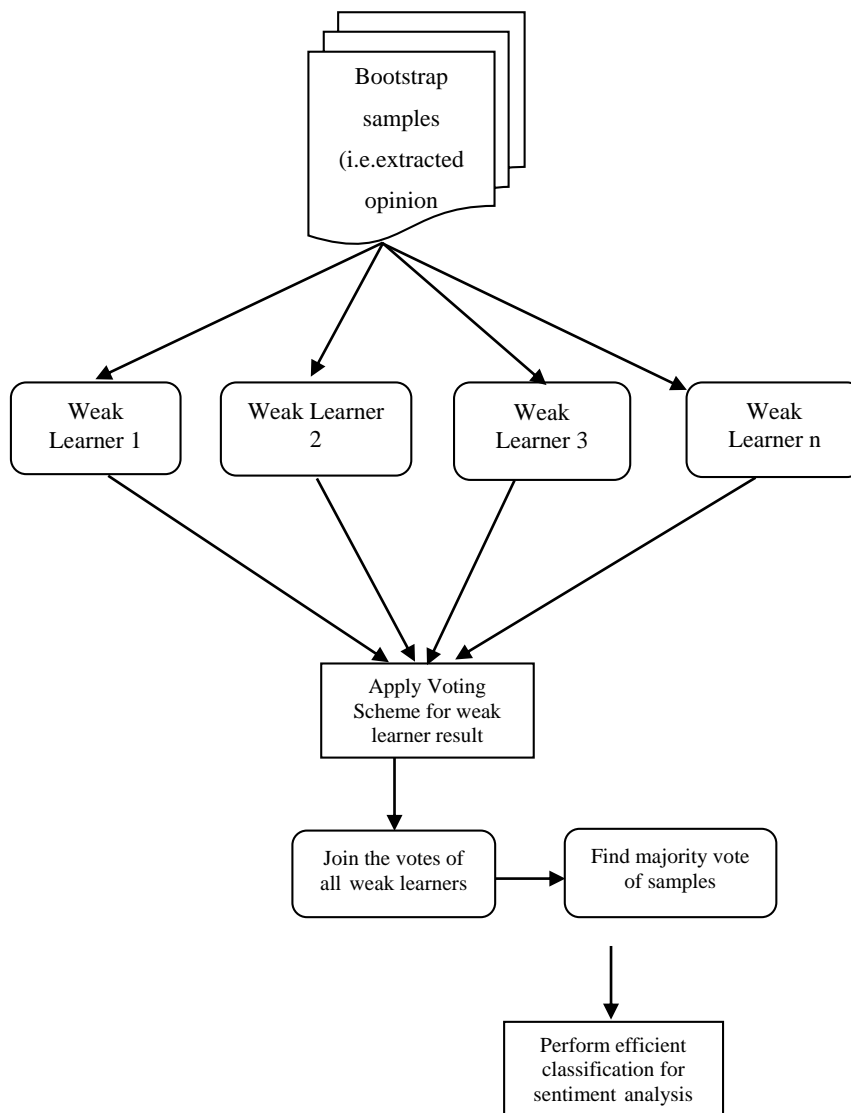 Bootstrap
samples
(i.e.extracted
opinion
Weak
Learner 1
Weak Learner
2
Weak
Learner 3
Weak
Learner n
Apply Voting
Scheme for weak
learner result
Join the votes of
all weak learners
Find majority vote
of samples
Perform efficient
classification for
sentiment analysis